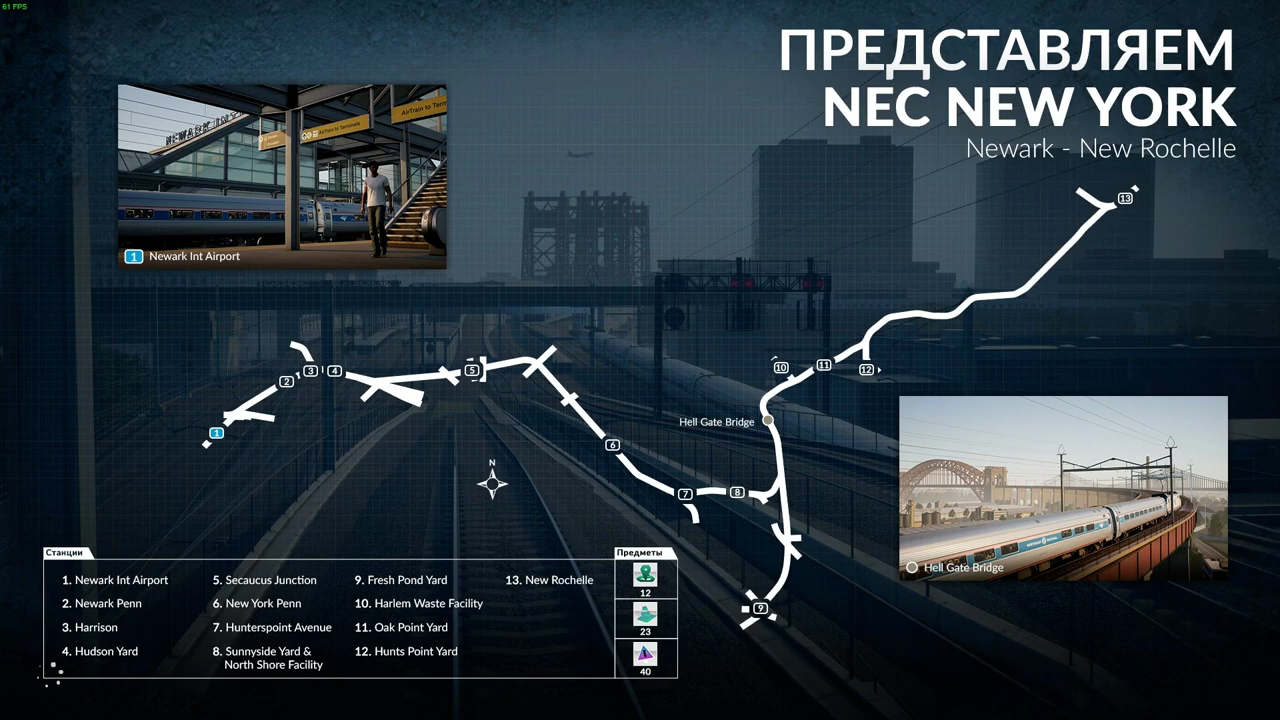 61 FPS
ПРЕДСТАВЛЯЕМ
NEC NEW YORK
Newark - New Rochelle
NEWARK INT
AirTrain to Terminals
AirTrain to Term
1 Newark Int Airport
13
10
11
12
3
4
5
2
1
Hell Gate Bridge
6
N
7
8
9
Hell Gate Bridge
Станции
1. Newark Int Airport
2. Newark Penn
3. Harrison
4. Hudson Yard
5. Secaucus Junction
6. New York Penn
7. Hunterspoint Avenue
8. Sunnyside Yard &
North Shore Facility
9. Fresh Pond Yard
10. Harlem Waste Facility
11. Oak Point Yard
12. Hunts Point Yard
13. New Rochelle
Предметы
12
23
40